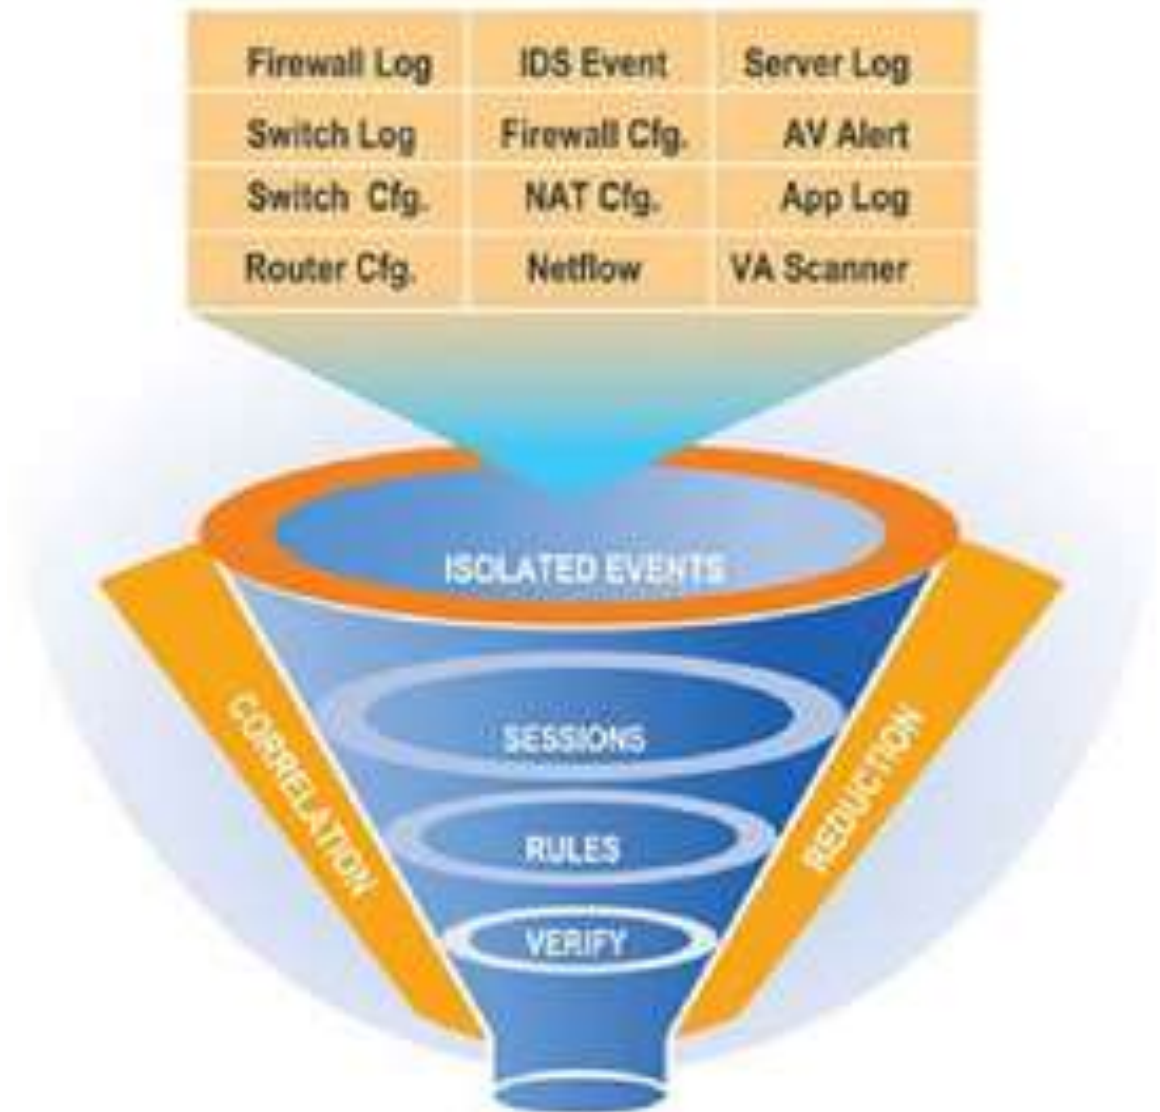 Firewall Log IDS Event Server Log
Switch Log Firewall Cfg. AV Alert
Switch Cfg. NAT Cfg. App Log
Router Cfg. Netflow VA Scanner
ISOLATED EVENTS
CORRELATION
REDUCTION
SESSIONS
RULES
VERIFY